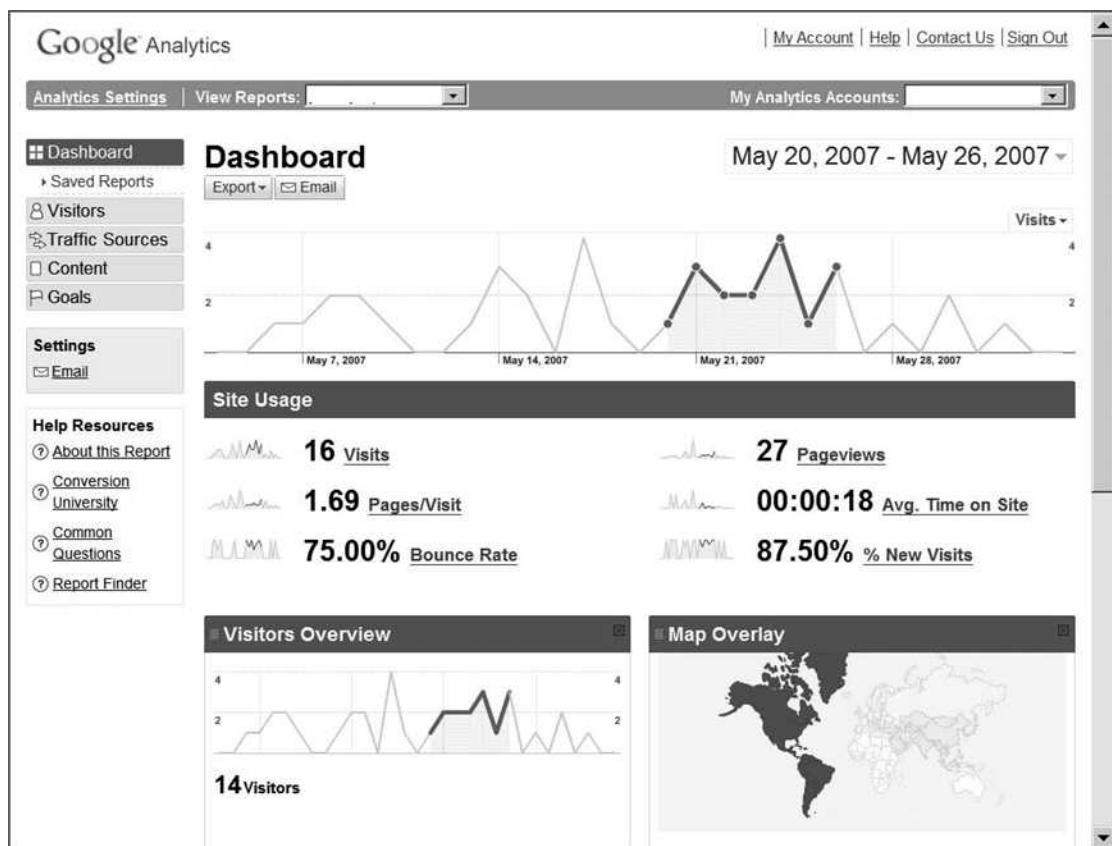 Google Analytics
My Account | Help | Contact Us | Sign Out
Analytics Settings | View Reports:
My Analytics Accounts:
Dashboard
Saved Reports
Visitors
Traffic Sources
Content
Goals
Settings
Email
Help Resources
About this Report
Conversion
University
Common
Questions
Report Finder
Dashboard
May 20, 2007 - May 26, 2007
Export
Email
Visits
4 4
2 2
May 7, 2007 May 14, 2007 May 21, 2007 May 28, 2007
Site Usage
16 Visits
27 Pageviews
1.69 Pages/Visit
00:00:18 Avg. Time on Site
75.00% Bounce Rate
87.50% % New Visits
Visitors Overview
4 4
2 2
14 Visitors
Map Overlay